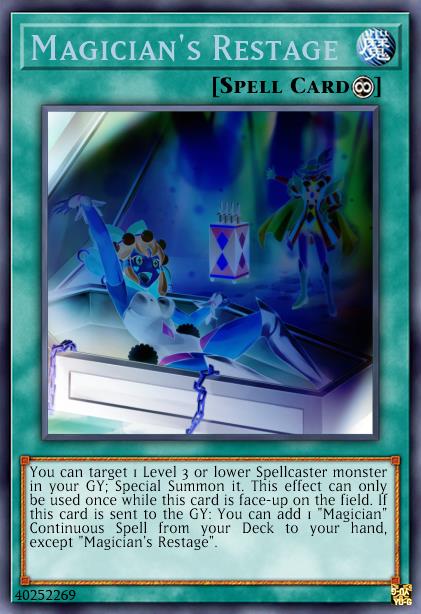 Magician's Restage
魔
[Spell Card]
You can target 1 Level 3 or lower Spellcaster monster
in your GY; Special Summon it. This effect can only
be used once while this card is face-up on the field. If
this card is sent to the GY: You can add 1 "Magician"
Continuous Spell from your Deck to your hand,
except "Magician's Restage".
40252269